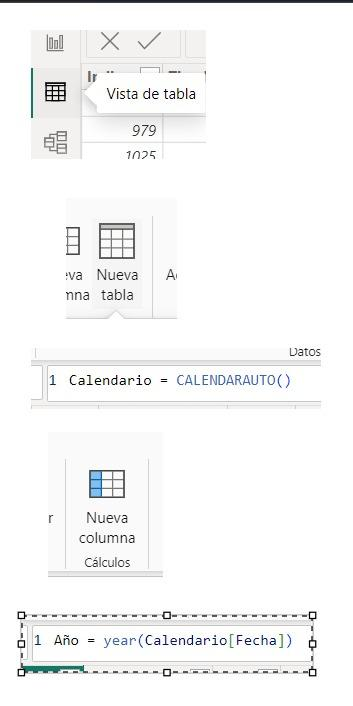 Vista de tabla
979
1025
Nueva
tabla
Datos
1 Calendario = CALENDARAUTO()
Nueva
columna
Cálculos
1 Año = year(Calendario[Fecha])